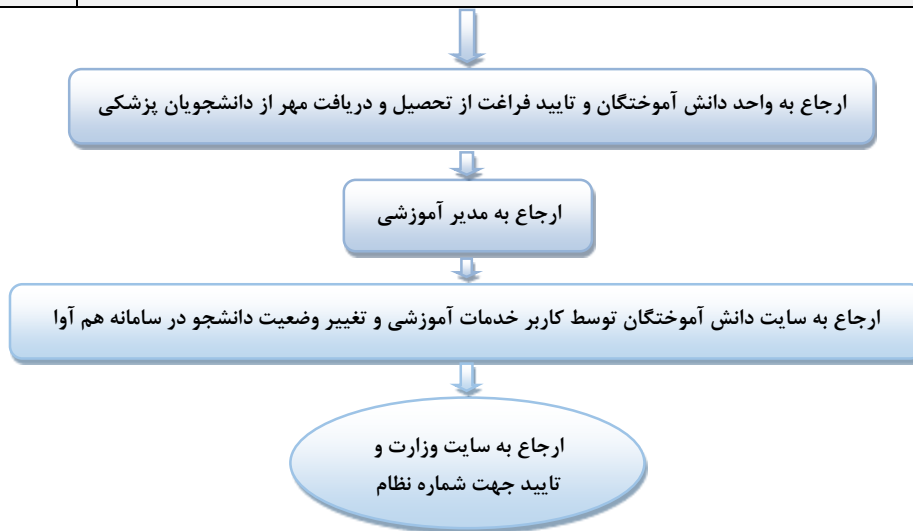 ارجاع به واحد دانش آموختگان و تایید فراغت از تحصیل و دریافت مهر از دانشجویان پزشکی
ارجاع به مدیر آموزشی
ارجاع به سایت دانش آموختگان توسط کاربر خدمات آموزشی و تغییر وضعیت دانشجو در سامانه هم آوا
ارجاع به سایت وزارت و
تایید جهت شماره نظام